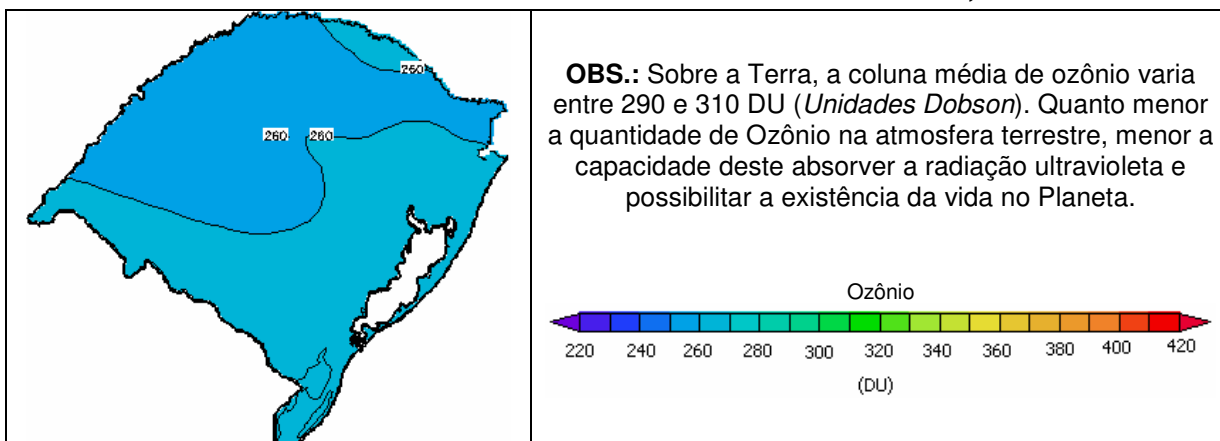 260
260
260
OBS.: Sobre a Terra, a coluna média de ozônio varia
entre 290 e 310 DU (Unidades Dobson). Quanto menor
a quantidade de Ozônio na atmosfera terrestre, menor a
capacidade deste absorver a radiação ultravioleta e
possibilitar a existência da vida no Planeta.
Ozônio
220 240 260 280 300 320 340 360 380 400 420
(DU)